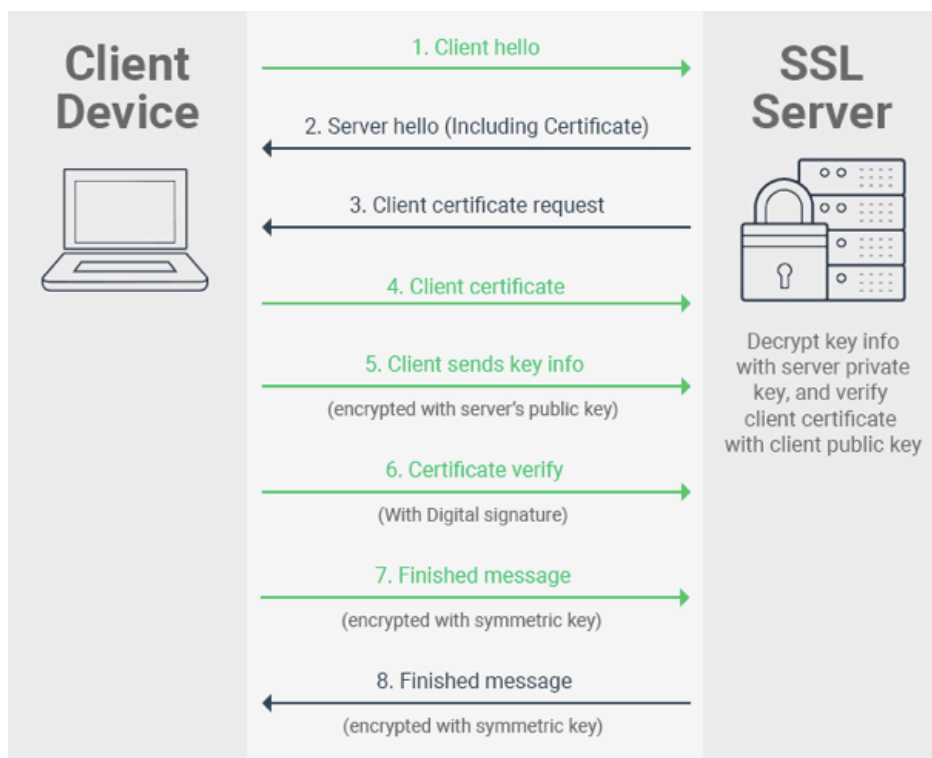 Client
Device
1. Client hello
2. Server hello (Including Certificate)
3. Client certificate request
4. Client certificate
5. Client sends key info
(encrypted with server's public key)
6. Certificate verify
(With Digital signature)
7. Finished message
(encrypted with symmetric key)
8. Finished message
(encrypted with symmetric key)
SSL
Server
Decrypt key info
with server private
key, and verify
client certificate
with client public key